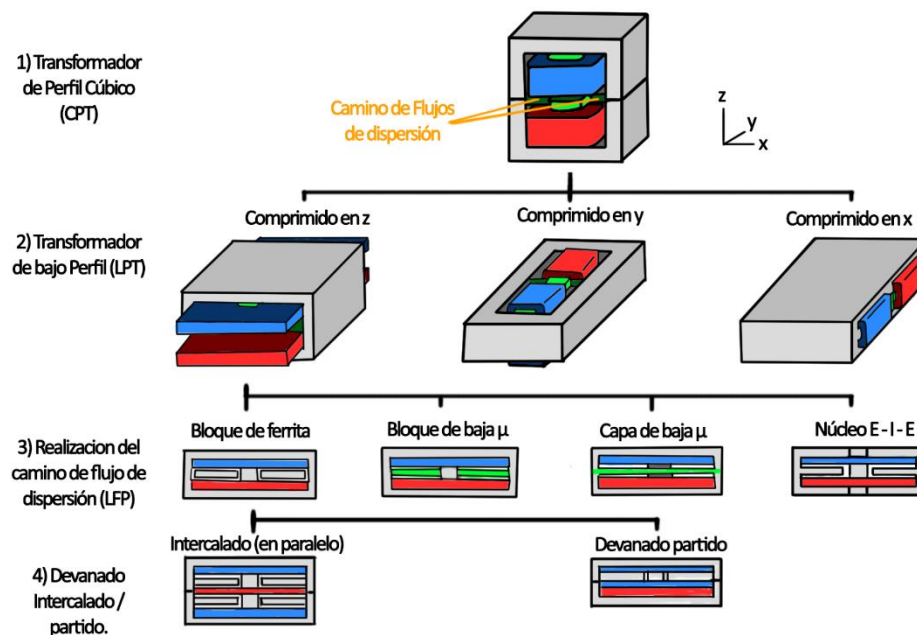 1) Transformador
de Perfil Cúbico
(CPT)
Camino de Flujos
de dispersión
z
y
x
Comprimido en z
Comprimido en y
Comprimido en x
2) Transformador
de bajo Perfil (LPT)
Bloque de ferrita
Bloque de baja μ
Capa de baja μ
Núcleo E - I - E
3) Realizacion del
camino de flujo de
dispersión (LFP)
Intercalado (en paralelo)
Devanado partido
4) Devanado
Intercalado /
partido.